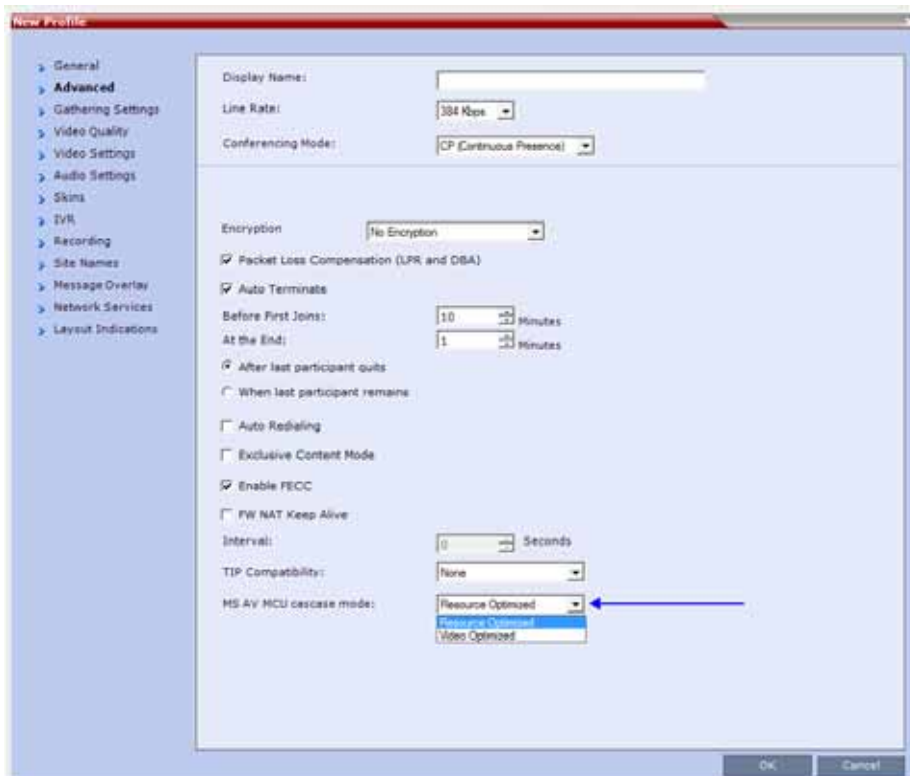 New Profile
General
Advanced
Gathering Settings
Video Quality
Video Settings
Audio Settings
Skins
IVR
Recording
Site Names
Message Overlay
Network Services
Layout Indications
Display Name:
Line Rate: 384 Kbps
Conferencing Mode: CP (Continuous Presence)
Encryption No Encryption
Packet Loss Compensation (LPR and DBA)
Auto Terminate
Before First Joins: 10 Minutes
At the End: 1 Minutes
After last participant quits
When last participant remains
Auto Redialing
Exclusive Content Mode
Enable FECC
FW NAT Keep Alive
Interval: 0 Seconds
TIP Compatibility: None
MS AV MCU cascase mode: Resource Optimized
Resource Optimized
Video Optimized
OK Cancel